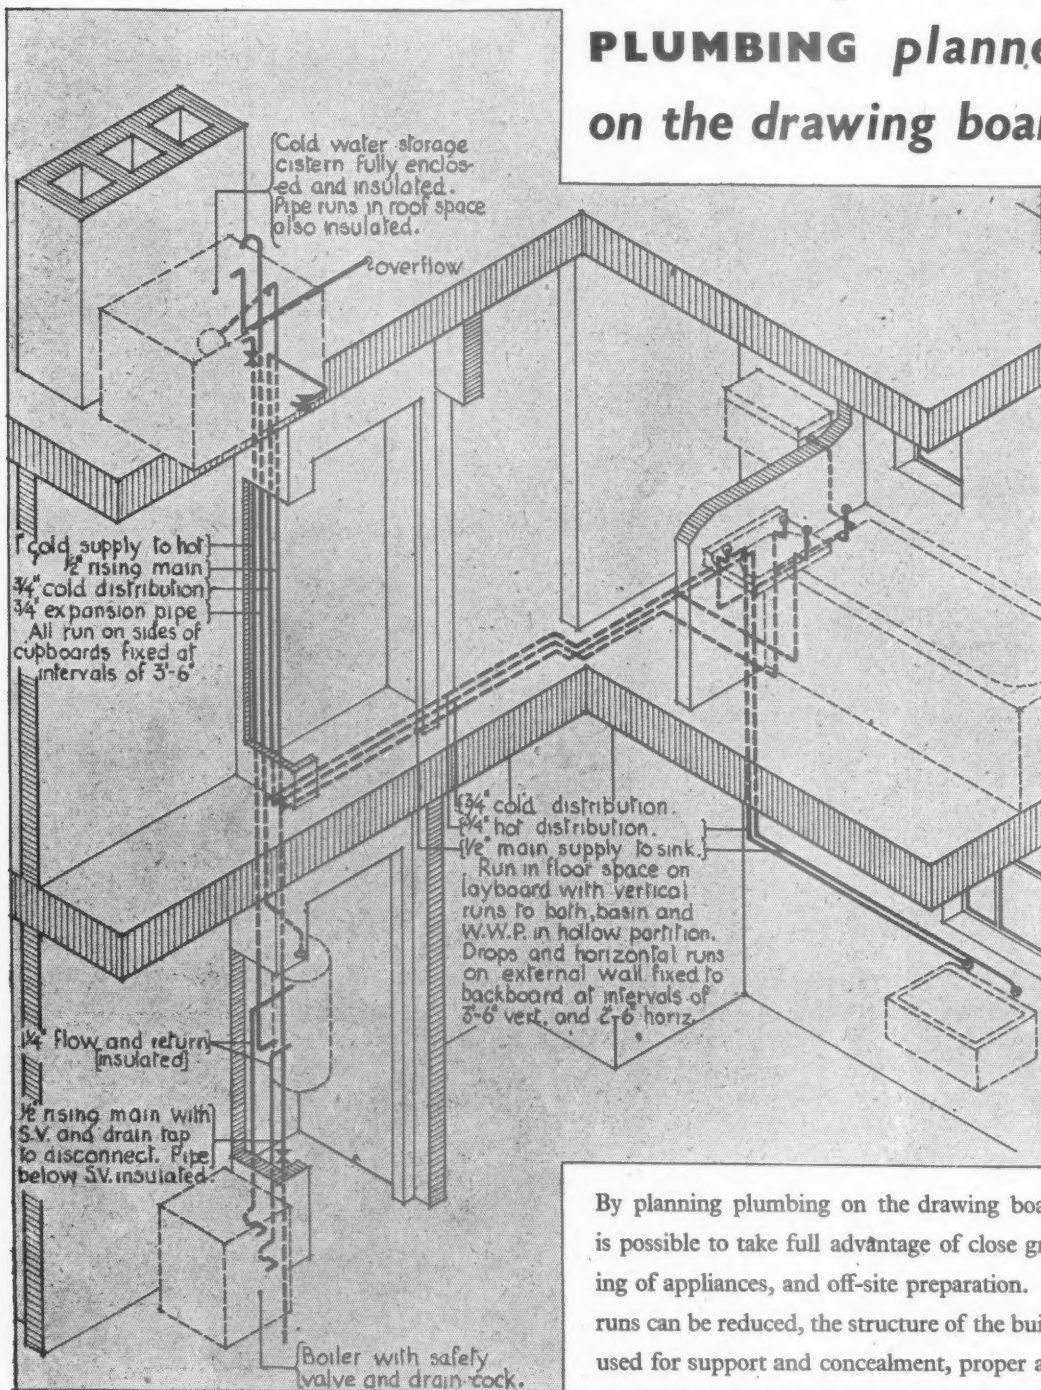 PLUMBING planne
on the drawing boar
Cold water storage
cistern fully enclos-
ed and insulated.
Pipe runs in roof space
also insulated.
overflow
1" cold supply to hot
½" rising main
¾" cold distribution
¾" expansion pipe
All run on sides of
cupboards fixed at
intervals of 3'-6"
¾" cold distribution.
¾" hot distribution.
½" main supply to sink.
Run in floor space on
layboard with vertical
runs to bath, basin and
W.W.P. in hollow partition.
Drops and horizontal runs
on external wall fixed to
backboard at intervals of
3'-6" vert. and 2'-6" horiz.
1¼" flow and return
[insulated]
½" rising main with
S.V. and drain tap
to disconnect. Pipe
below S.V. insulated.
Boiler with safety
valve and drain-cock.
By planning plumbing on the drawing boa
is possible to take full advantage of close gr
ing of appliances, and off-site preparation.
runs can be reduced, the structure of the bui
used for support and concealment, proper a